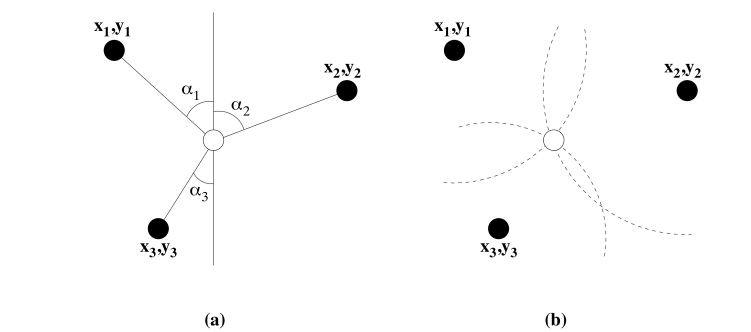 x1,y1
x2,y2
α1
α2
α3
x3,y3
(a)
x1,y1
x2,y2
x3,y3
(b)